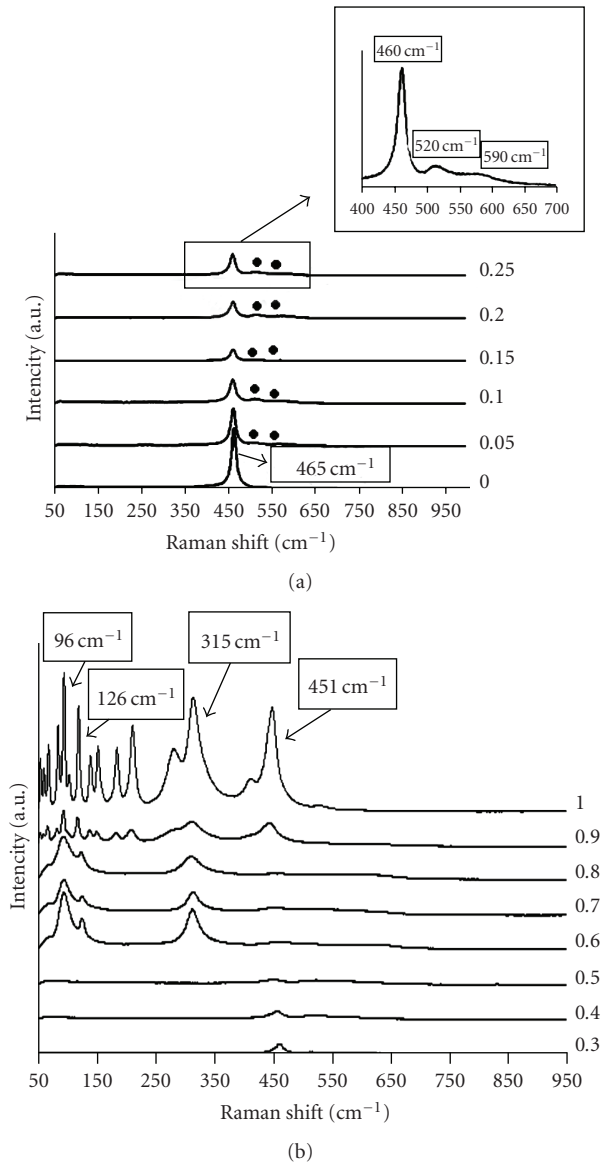 460 cm⁻¹
520 cm⁻¹
590 cm⁻¹
400 450 500 550 600 650 700
Intencity (a.u.)
0.25
0.2
0.15
0.1
0.05
0
465 cm⁻¹
50 150 250 350 450 550 650 750 850 950
Raman shift (cm⁻¹)
(a)
96 cm⁻¹
126 cm⁻¹
315 cm⁻¹
451 cm⁻¹
Intencity (a.u.)
1
0.9
0.8
0.7
0.6
0.5
0.4
0.3
50 150 250 350 450 550 650 750 850 950
Raman shift (cm⁻¹)
(b)